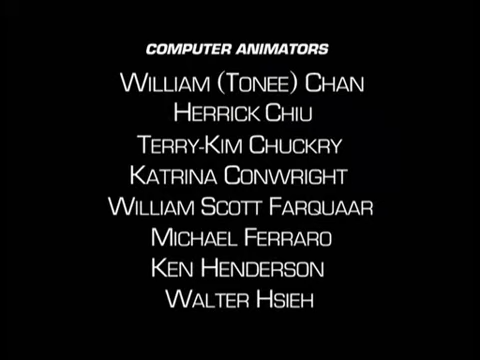 COMPUTER ANIMATORS
WILLIAM (TONEE) CHAN
HERRICK CHIU
TERRY-KIM CHUCKRY
KATRINA CONWRIGHT
WILLIAM SCOTT FARQUAAR
MICHAEL FERRARO
KEN HENDERSON
WALTER HSIEH